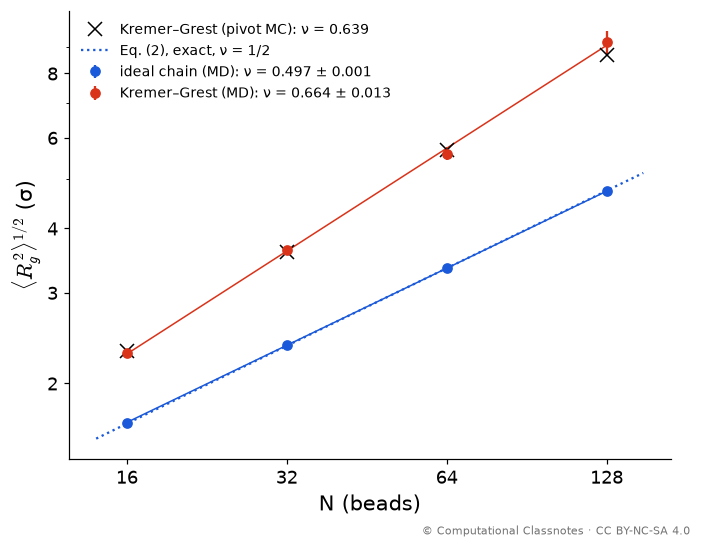 Kremer–Grest (pivot MC): ν = 0.639
Eq. (2), exact, ν = 1/2
ideal chain (MD): ν = 0.497 ± 0.001
Kremer–Grest (MD): ν = 0.664 ± 0.013
⟨R_g^2⟩^{1/2} (σ)
8
6
4
3
2
16 32 64 128
N (beads)
© Computational Classnotes · CC BY-NC-SA 4.0